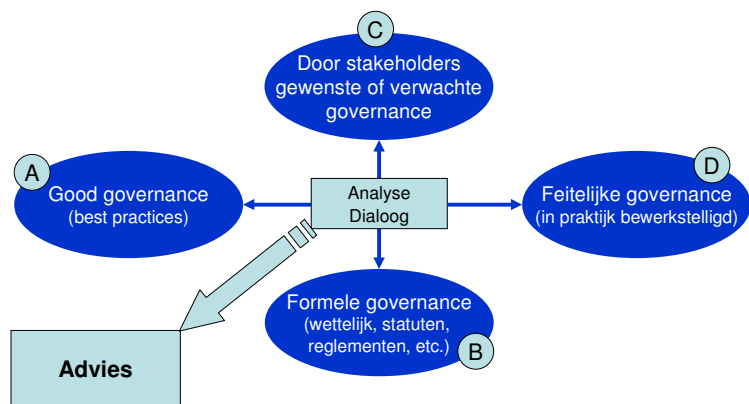 C
Door stakeholders
gewenste of verwachte
governance
A
Good governance
(best practices)
Analyse
Dialoog
D
Feitelijke governance
(in praktijk bewerkstelligd)
Formele governance
(wettelijk, statuten,
reglementen, etc.)
B
Advies